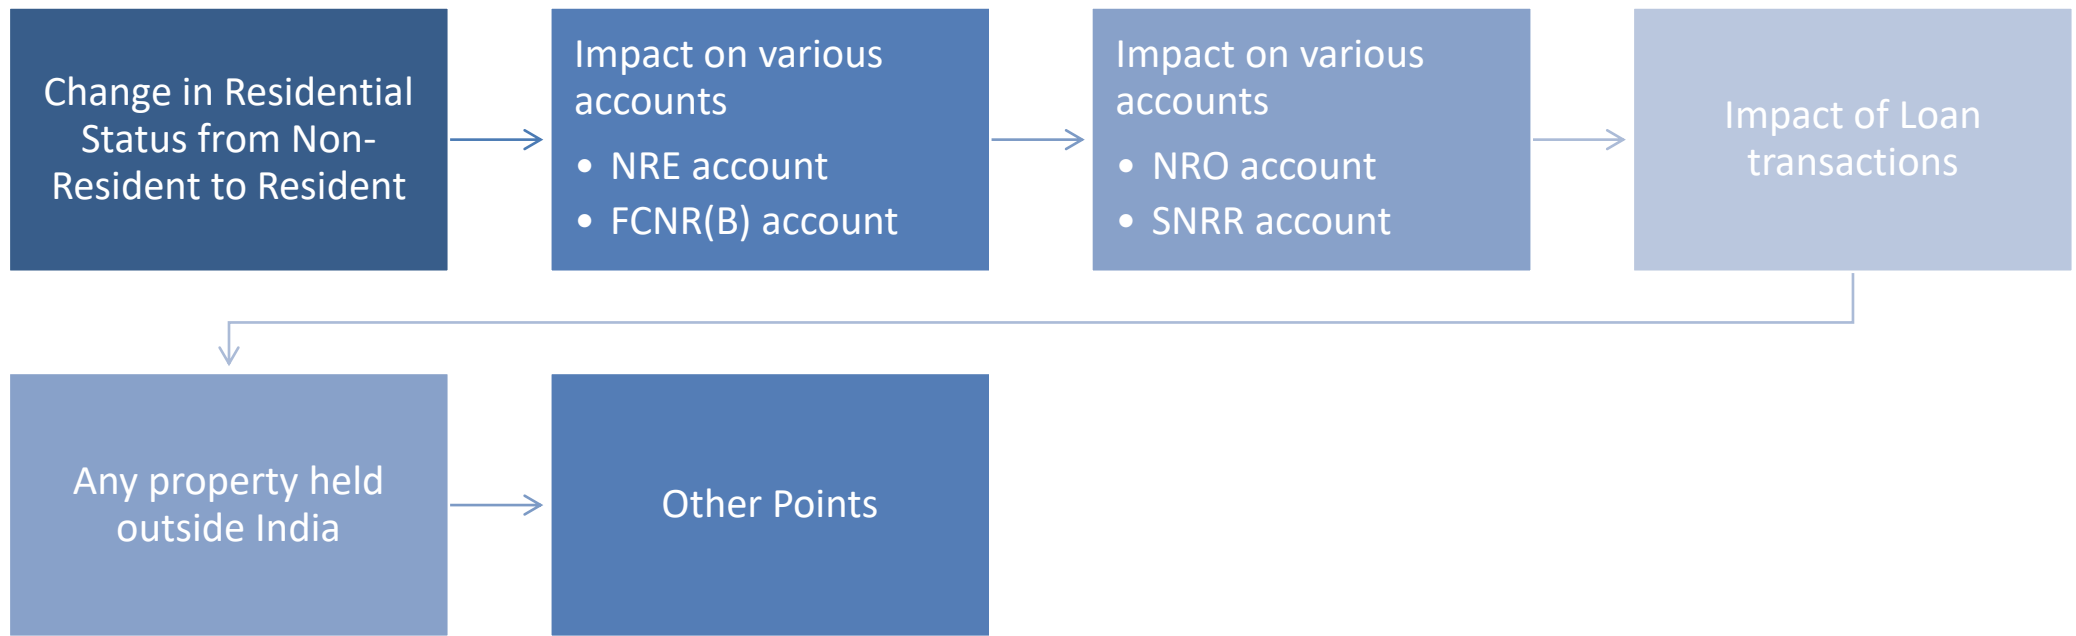 Change in Residential
Status from Non-
Resident to Resident
Impact on various
accounts
• NRE account
• FCNR(B) account
Impact on various
accounts
• NRO account
• SNRR account
Impact of Loan
transactions
Any property held
outside India
Other Points